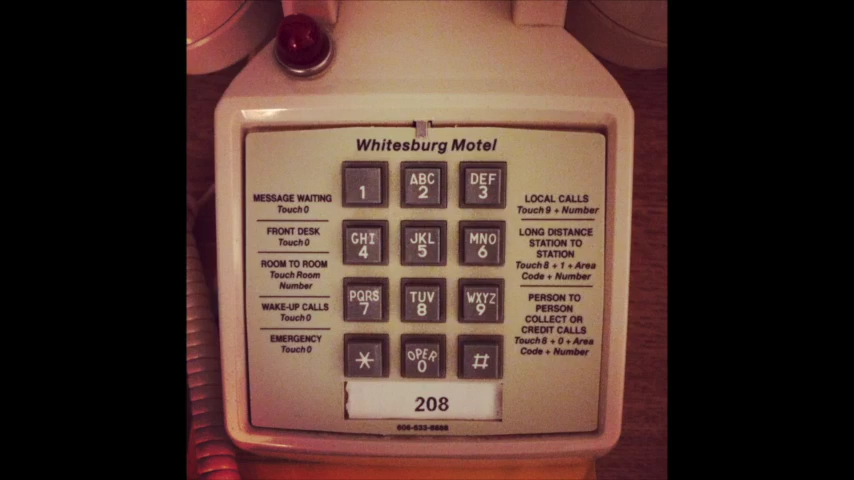 Whitesburg Motel
MESSAGE WAITING
Touch 0
FRONT DESK
Touch 0
ROOM TO ROOM
Touch Room
Number
WAKE-UP CALLS
Touch 0
EMERGENCY
Touch 0
1
ABC
2
DEF
3
GHI
4
JKL
5
MNO
6
PQRS
7
TUV
8
WXYZ
9
*
OPER
0
#
LOCAL CALLS
Touch 9 + Number
LONG DISTANCE
STATION TO
STATION
Touch 8 + 1 + Area
Code + Number
PERSON TO
PERSON
COLLECT OR
CREDIT CALLS
Touch 8 + 0 + Area
Code + Number
208